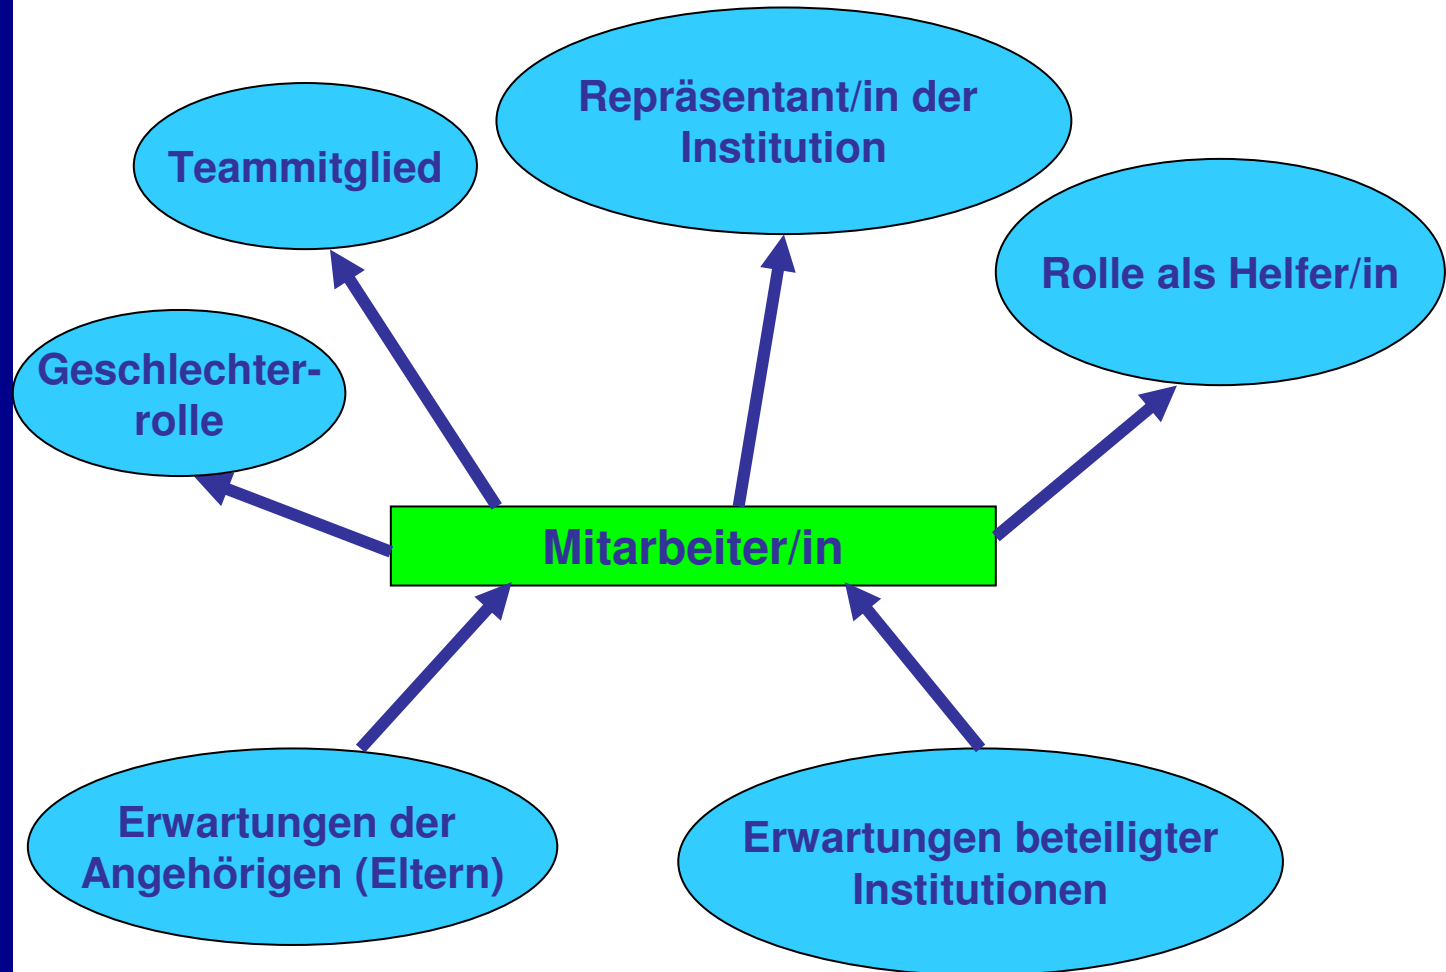 Repräsentant/in der
Institution
Teammitglied
Rolle als Helfer/in
Geschlechter-
rolle
Mitarbeiter/in
Erwartungen der
Angehörigen (Eltern)
Erwartungen beteiligter
Institutionen